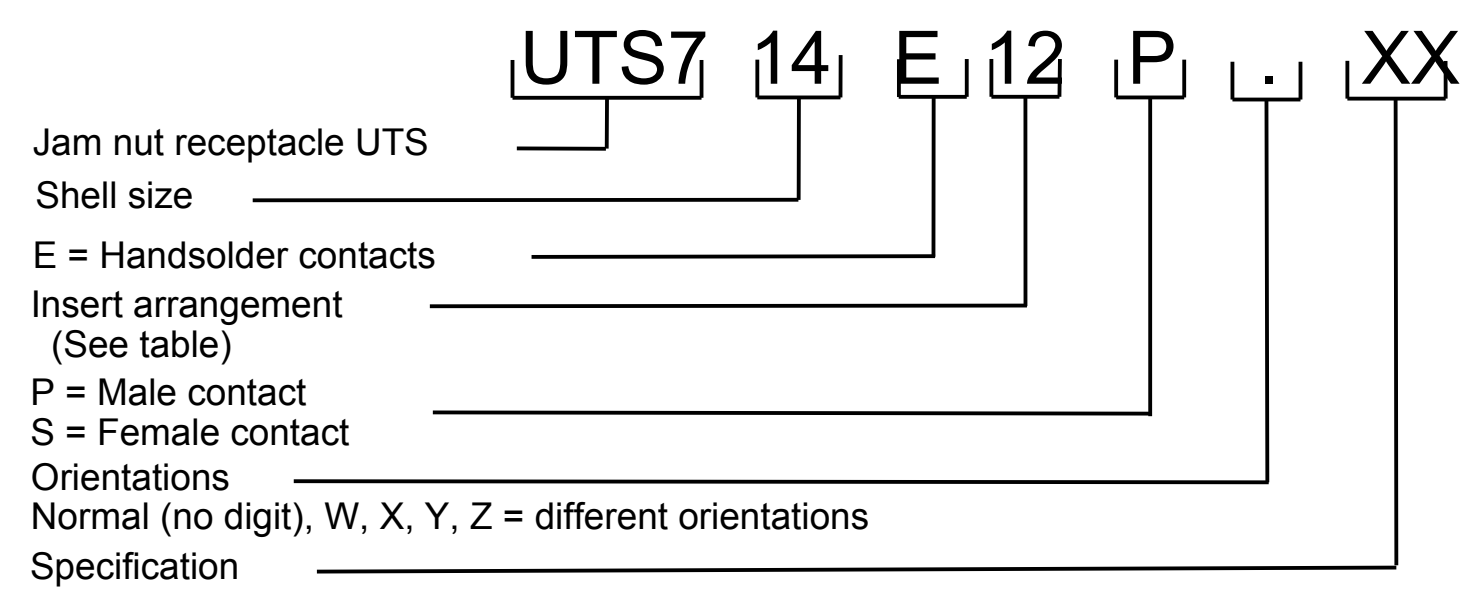 UTS7 14 E 12 P . XX
Jam nut receptacle UTS
Shell size
E = Handsolder contacts
Insert arrangement
(See table)
P = Male contact
S = Female contact
Orientations
Normal (no digit), W, X, Y, Z = different orientations
Specification